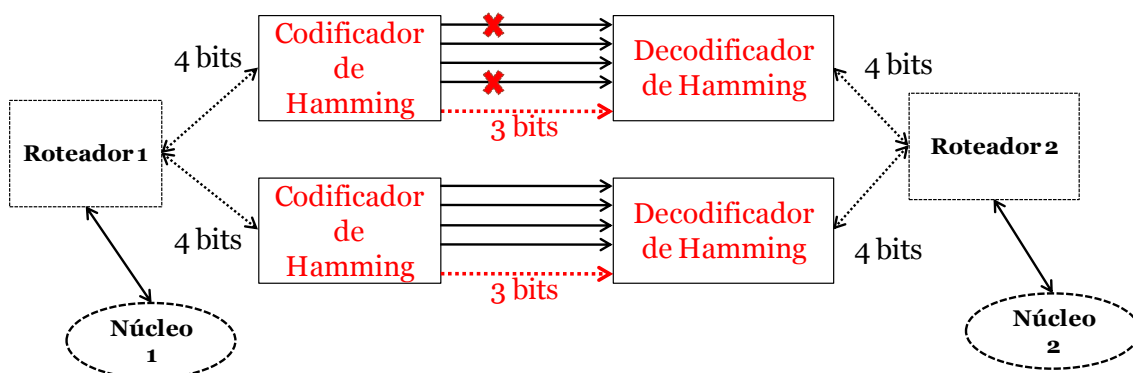 Codificador
de
Hamming
Decodificador
de Hamming
4 bits
4 bits
3 bits
Roteador 1
Roteador 2
Codificador
de
Hamming
Decodificador
de Hamming
4 bits
4 bits
3 bits
Núcleo
1
Núcleo
2